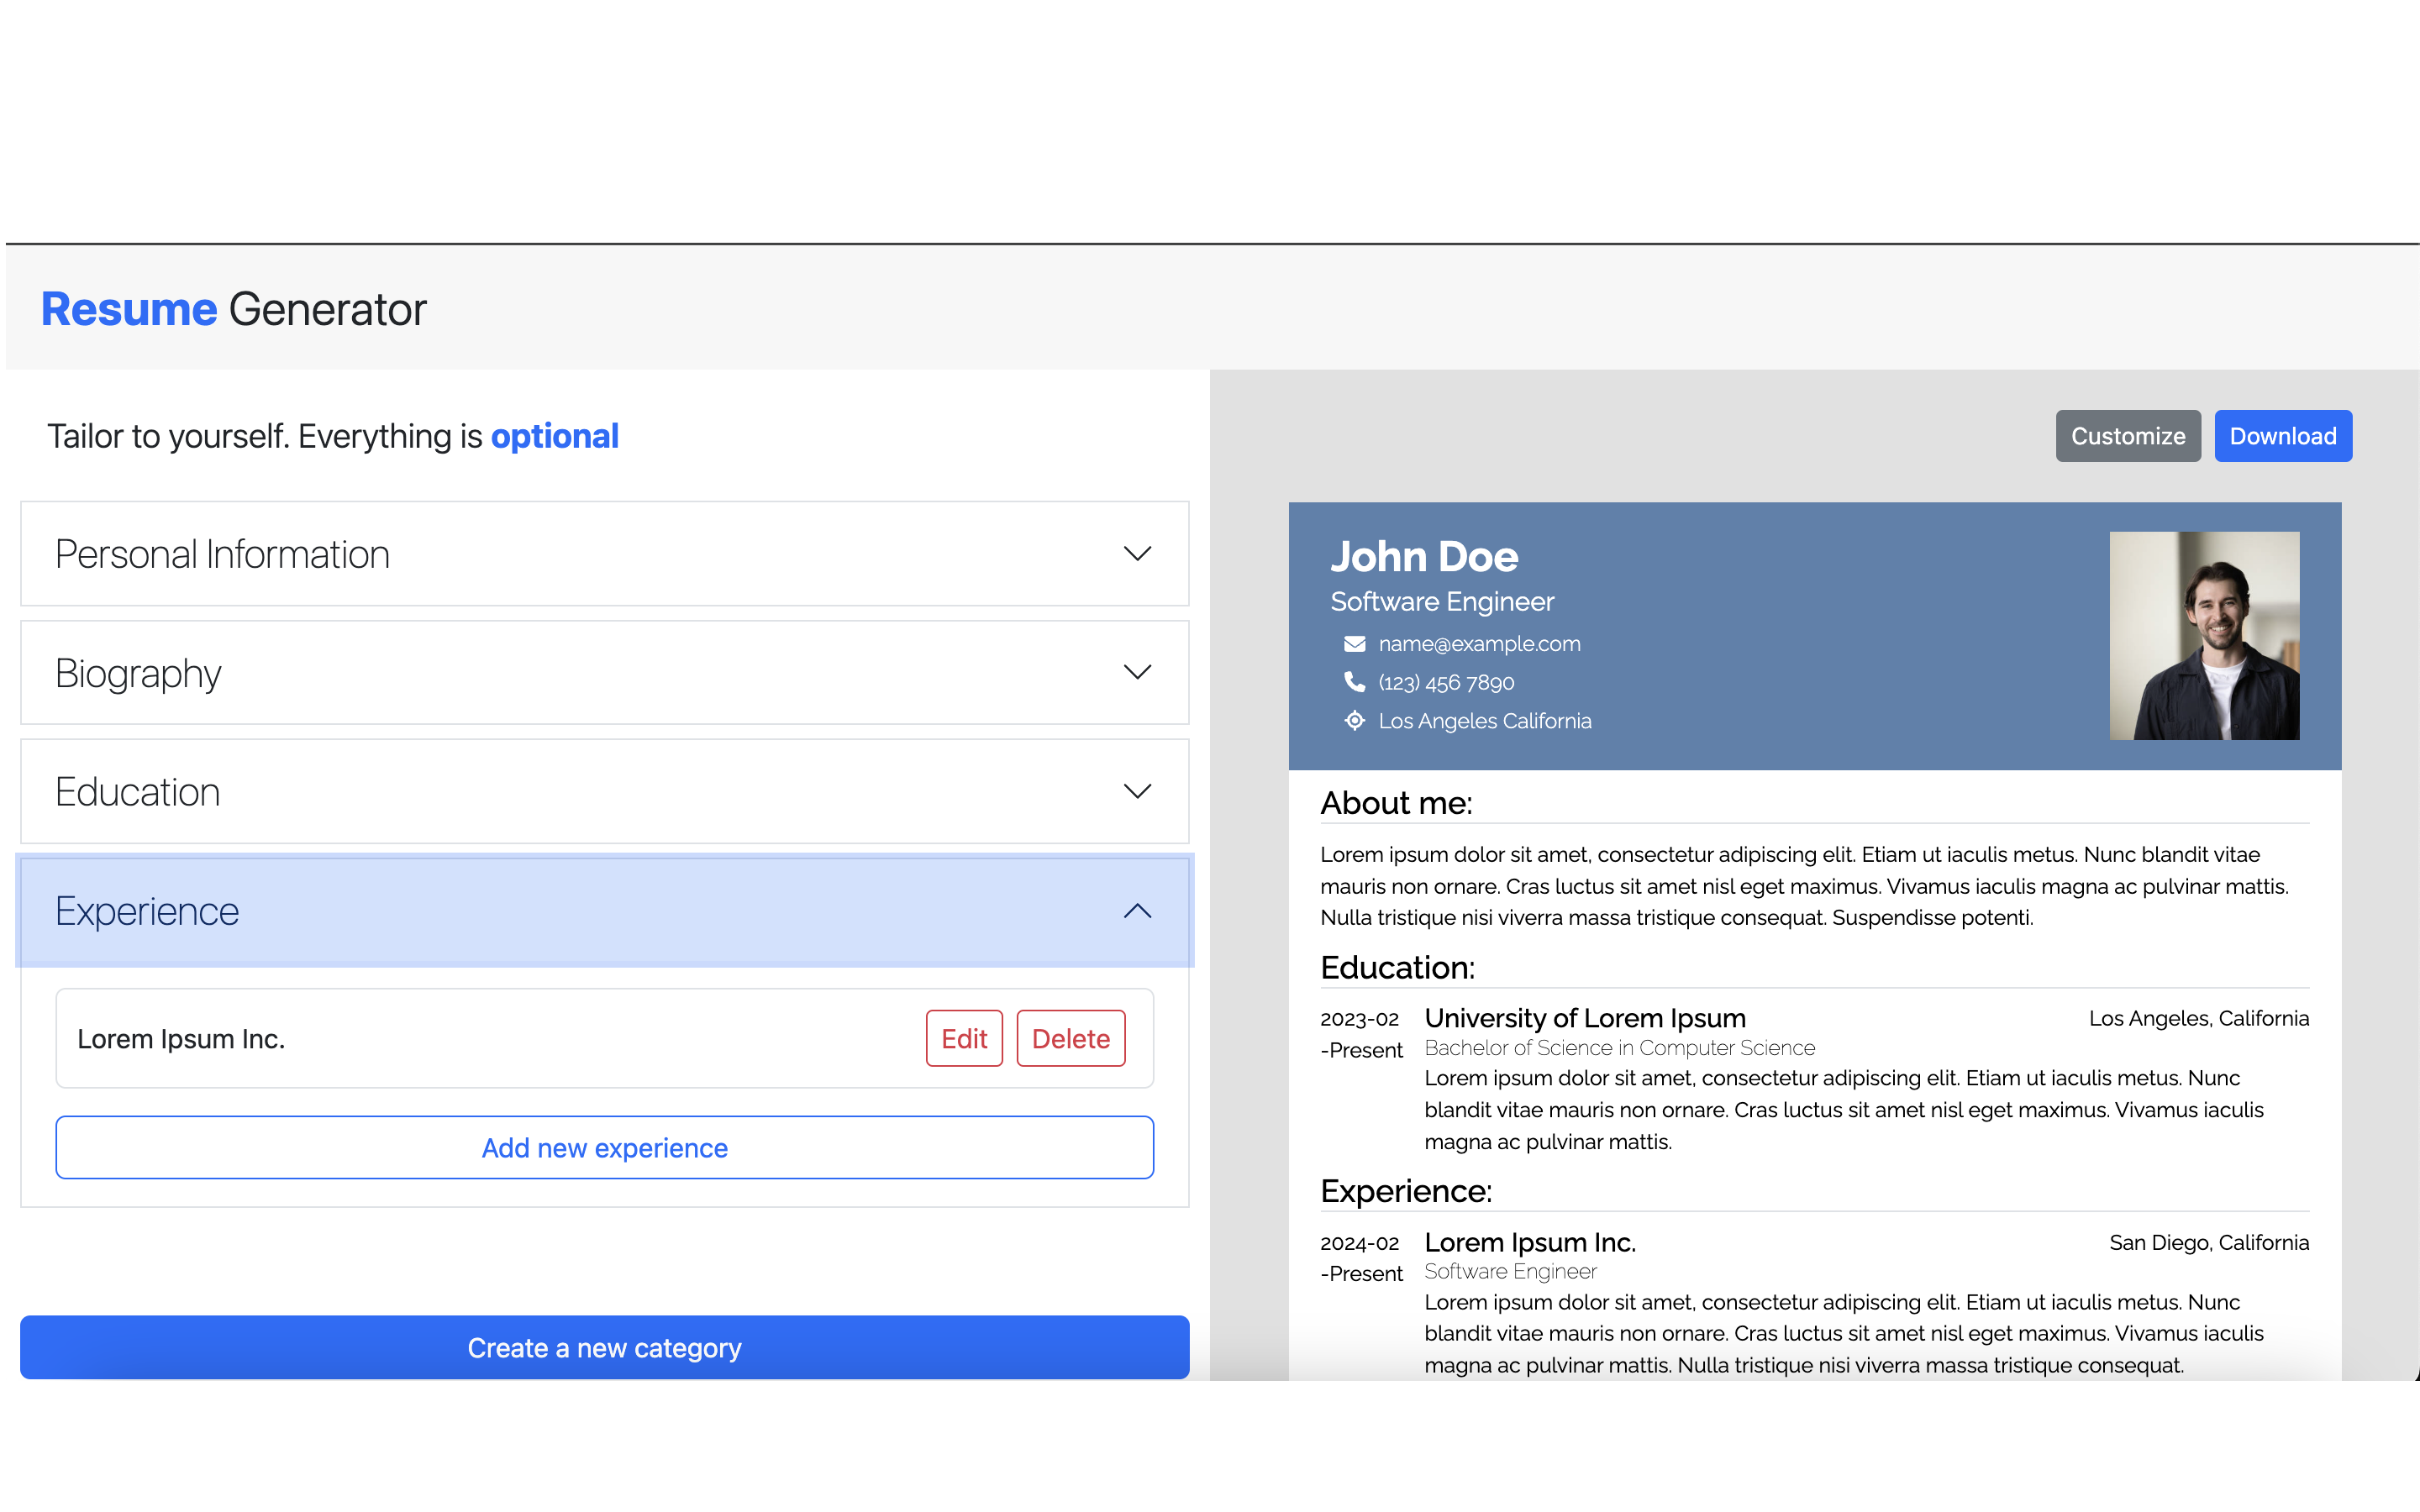 Resume Generator
Tailor to yourself. Everything is optional
Personal Information
Biography
Education
Experience
Lorem Ipsum Inc.
Edit
Delete
Add new experience
Create a new category
Customize
Download
John Doe
Software Engineer
name@example.com
(123) 456 7890
Los Angeles California
About me:
Lorem ipsum dolor sit amet, consectetur adipiscing elit. Etiam ut iaculis metus. Nunc blandit vitae
mauris non ornare. Cras luctus sit amet nisl eget maximus. Vivamus iaculis magna ac pulvinar mattis.
Nulla tristique nisi viverra massa tristique consequat. Suspendisse potenti.
Education:
2023-02
-Present
University of Lorem Ipsum
Los Angeles, California
Bachelor of Science in Computer Science
Lorem ipsum dolor sit amet, consectetur adipiscing elit. Etiam ut iaculis metus. Nunc
blandit vitae mauris non ornare. Cras luctus sit amet nisl eget maximus. Vivamus iaculis
magna ac pulvinar mattis.
Experience:
2024-02
-Present
Lorem Ipsum Inc.
San Diego, California
Software Engineer
Lorem ipsum dolor sit amet, consectetur adipiscing elit. Etiam ut iaculis metus. Nunc
blandit vitae mauris non ornare. Cras luctus sit amet nisl eget maximus. Vivamus iaculis
magna ac pulvinar mattis. Nulla tristique nisi viverra massa tristique consequat.